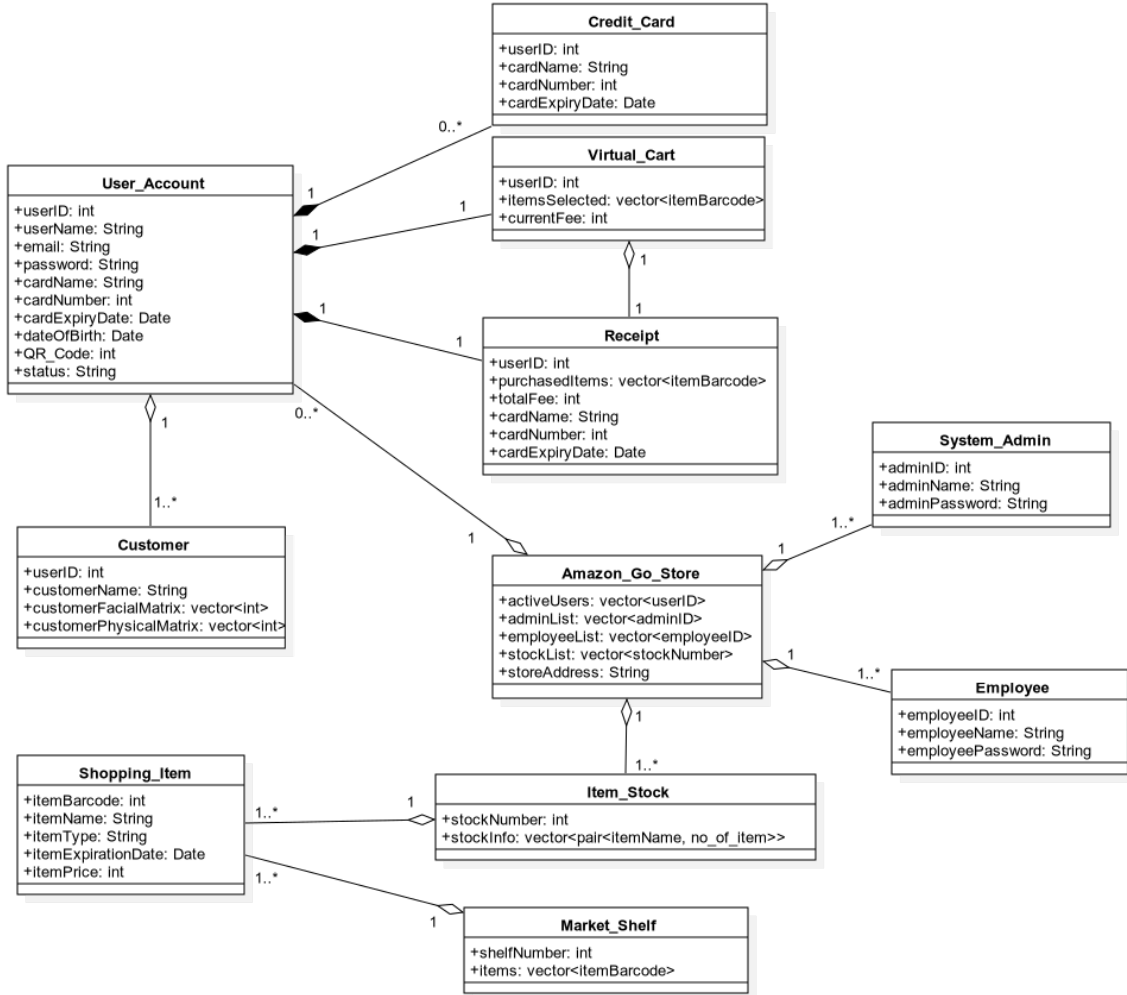 Credit_Card
+userID: int
+cardName: String
+cardNumber: int
+cardExpiryDate: Date
0..*
1
Virtual_Cart
+userID: int
+itemsSelected: vector<itemBarcode>
+currentFee: int
1
1
User_Account
+userID: int
+userName: String
+email: String
+password: String
+cardName: String
+cardNumber: int
+cardExpiryDate: Date
+dateOfBirth: Date
+QR_Code: int
+status: String
1
1
1
1
Receipt
+userID: int
+purchasedItems: vector<itemBarcode>
+totalFee: int
+cardName: String
+cardNumber: int
+cardExpiryDate: Date
1
0..*
1..*
Customer
+userID: int
+customerName: String
+customerFacialMatrix: vector<int>
+customerPhysicalMatrix: vector<int>
System_Admin
+adminID: int
+adminName: String
+adminPassword: String
1..*
1
1
Amazon_Go_Store
+activeUsers: vector<userID>
+adminList: vector<adminID>
+employeeList: vector<employeeID>
+stockList: vector<stockNumber>
+storeAddress: String
1
1..*
Employee
+employeeID: int
+employeeName: String
+employeePassword: String
1
1..*
Shopping_Item
+itemBarcode: int
+itemName: String
+itemType: String
+itemExpirationDate: Date
+itemPrice: int
1..*
1
Item_Stock
+stockNumber: int
+stockInfo: vector<pair<itemName, no_of_item>>
1..*
1
Market_Shelf
+shelfNumber: int
+items: vector<itemBarcode>